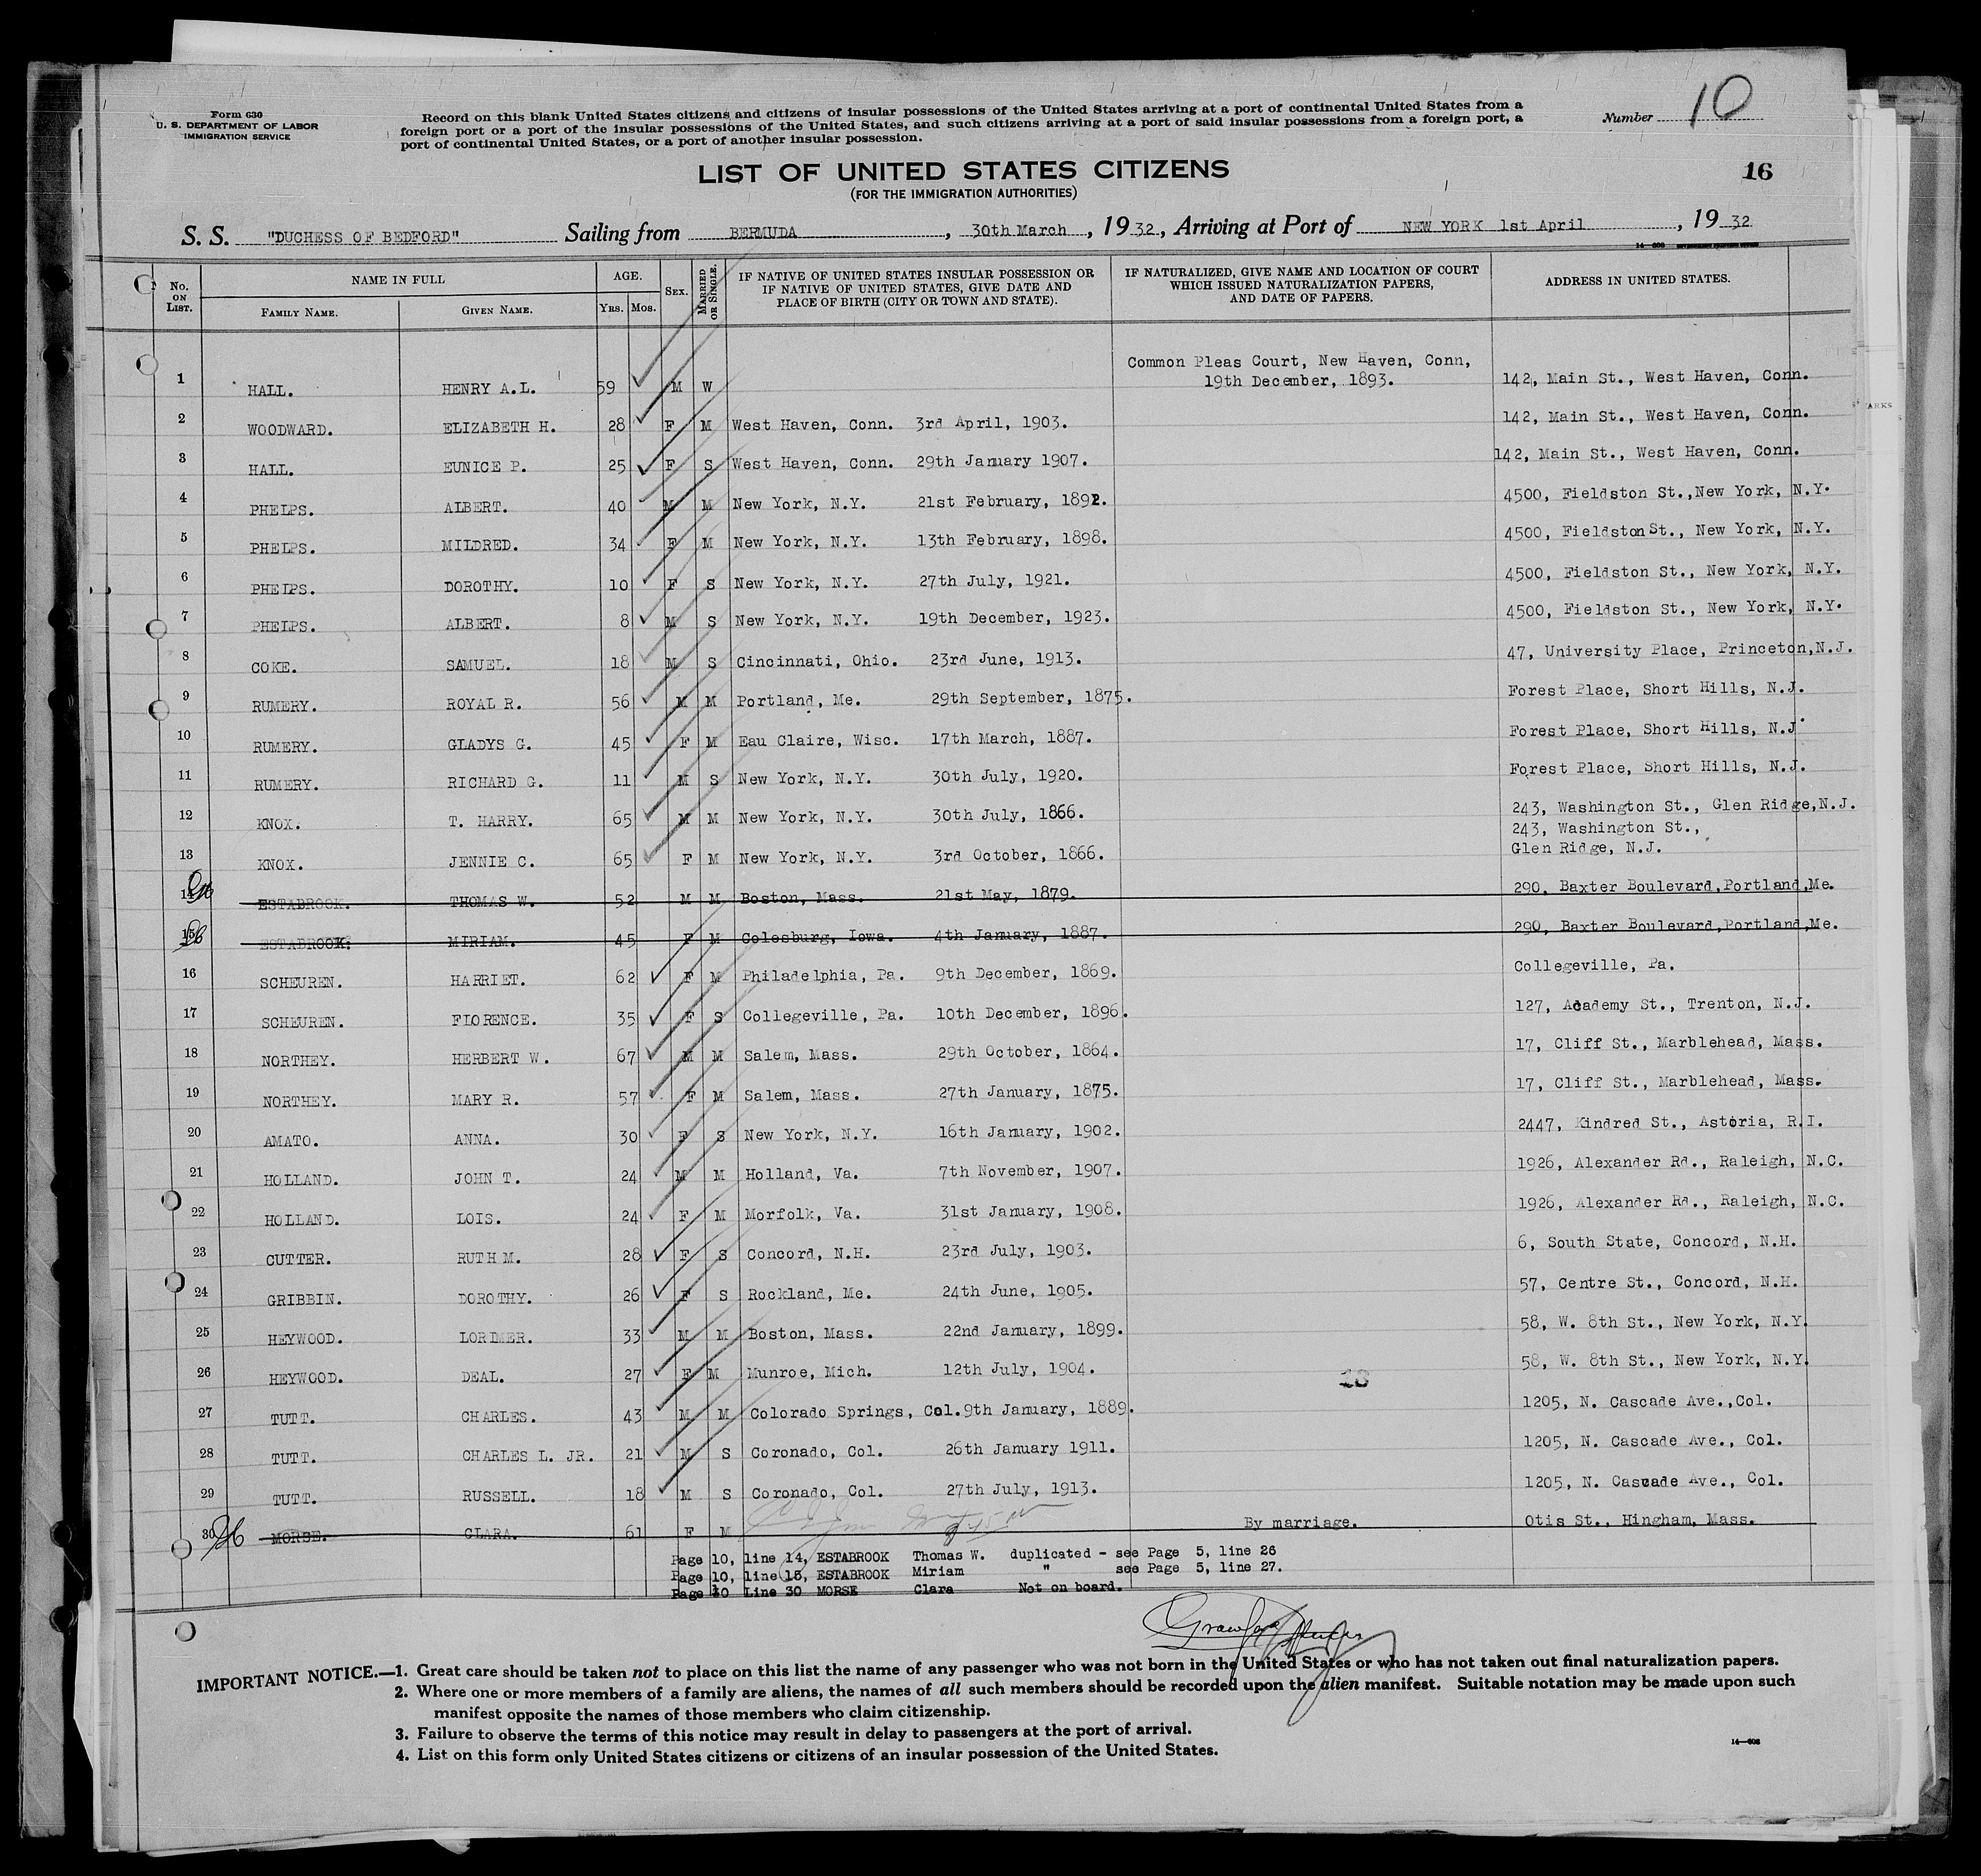 Form 630
U. S. DEPARTMENT OF LABOR
IMMIGRATION SERVICE
Record on this blank United States citizens and citizens of insular possessions of the United States arriving at a port of continental United States from a
foreign port or a port of the insular possessions of the United States, and such citizens arriving at a port of said insular possessions from a foreign port, a
port of continental United States, or a port of another insular possession.
Number 10
16
LIST OF UNITED STATES CITIZENS
(FOR THE IMMIGRATION AUTHORITIES)
S. S. "DUCHESS OF BEDFORD" Sailing from BERMUDA, 30th March, 1932, Arriving at Port of NEW YORK 1st April, 1932
No. ON LIST. NAME IN FULL FAMILY NAME. GIVEN NAME. AGE. YRS. MOS. SEX. MARRIED OR SINGLE. IF NATIVE OF UNITED STATES INSULAR POSSESSION OR IF NATIVE OF UNITED STATES, GIVE DATE AND PLACE OF BIRTH (CITY OR TOWN AND STATE). IF NATURALIZED, GIVE NAME AND LOCATION OF COURT WHICH ISSUED NATURALIZATION PAPERS, AND DATE OF PAPERS. ADDRESS IN UNITED STATES.
1 HALL. HENRY A.L. 59 M W Common Pleas Court, New Haven, Conn, 19th December, 1893. 142, Main St., West Haven, Conn.
2 WOODWARD. ELIZABETH H. 28 F M West Haven, Conn. 3rd April, 1903. 142, Main St., West Haven, Conn.
3 HALL. EUNICE P. 25 F S West Haven, Conn. 29th January 1907. 142, Main St., West Haven, Conn.
4 PHELPS. ALBERT. 40 M M New York, N.Y. 21st February, 1892. 4500, Fieldston St.,New York, N.Y.
5 PHELPS. MILDRED. 34 F M New York, N.Y. 13th February, 1898. 4500, Fieldston St., New York, N.Y.
6 PHELPS. DOROTHY. 10 F S New York, N.Y. 27th July, 1921. 4500, Fieldston St., New York, N.Y.
7 PHELPS. ALBERT. 8 M S New York, N.Y. 19th December, 1923. 4500, Fieldston St., New York, N.Y.
8 COKE. SAMUEL. 18 M S Cincinnati, Ohio. 23rd June, 1913. 47, University Place, Princeton,N.J.
9 RUMERY. ROYAL R. 56 M M Portland, Me. 29th September, 1875. Forest Place, Short Hills, N.J.
10 RUMERY. GLADYS G. 45 F M Eau Claire, Wisc. 17th March, 1887. Forest Place, Short Hills, N.J.
11 RUMERY. RICHARD G. 11 M S New York, N.Y. 30th July, 1920. Forest Place, Short Hills, N.J.
12 KNOX. T. HARRY. 65 M M New York, N.Y. 30th July, 1866. 243, Washington St., Glen Ridge,N.J.
13 KNOX. JENNIE C. 65 F M New York, N.Y. 3rd October, 1866. 243, Washington St., Glen Ridge, N.J.
14 ESTABROOK. THOMAS W. 52 M M Boston, Mass. 21st May, 1879. 290, Baxter Boulevard,Portland,Me.
15 ESTABROOK. MIRIAM. 45 F M Colesburg, Iowa. 4th January, 1887. 290, Baxter Boulevard,Portland,Me.
16 SCHEUREN. HARRIET. 62 F M Philadelphia, Pa. 9th December, 1869. Collegeville, Pa.
17 SCHEUREN. FLORENCE. 35 F S Collegeville, Pa. 10th December, 1896. 127, Academy St., Trenton, N.J.
18 NORTHEY. HERBERT W. 67 M M Salem, Mass. 29th October, 1864. 17, Cliff St., Marblehead, Mass.
19 NORTHEY. MARY R. 57 F M Salem, Mass. 27th January, 1875. 17, Cliff St., Marblehead, Mass.
20 AMATO. ANNA. 30 F S New York, N.Y. 16th January, 1902. 2447, Kindred St., Astoria, R.I.
21 HOLLAND. JOHN T. 24 M M Holland, Va. 7th November, 1907. 1926, Alexander Rd., Raleigh, N.C.
22 HOLLAND. LOIS. 24 F M Morfolk, Va. 31st January, 1908. 1926, Alexander Rd., Raleigh, N.C.
23 CUTTER. RUTH M. 28 F S Concord, N.H. 23rd July, 1903. 6, South State, Concord, N.H.
24 GRIBBIN. DOROTHY. 26 F S Rockland, Me. 24th June, 1905. 57, Centre St., Concord, N.H.
25 HEYWOOD. LORIMER. 33 M M Boston, Mass. 22nd January, 1899. 58, W. 8th St., New York, N.Y.
26 HEYWOOD. DEAL. 27 F M Munroe, Mich. 12th July, 1904. 58, W. 8th St., New York, N.Y.
27 TUTT. CHARLES. 43 M M Colorado Springs, Col. 9th January, 1889. 1205, N. Cascade Ave.,Col.
28 TUTT. CHARLES L. JR. 21 M S Coronado, Col. 26th January 1911. 1205, N. Cascade Ave., Col.
29 TUTT. RUSSELL. 18 M S Coronado, Col. 27th July, 1913. 1205, N. Cascade Ave., Col.
30 MORSE. CLARA. 61 F M By marriage. Otis St., Hingham, Mass.
Page 10, line 14, ESTABROOK Thomas W. duplicated - see Page 5, line 26
Page 10, line 15, ESTABROOK Miriam " see Page 5, line 27.
Page 10 Line 30 MORSE Clara Not on board.
IMPORTANT NOTICE.—1. Great care should be taken not to place on this list the name of any passenger who was not born in the United States or who has not taken out final naturalization papers.
2. Where one or more members of a family are aliens, the names of all such members should be recorded upon the alien manifest. Suitable notation may be made upon such
manifest opposite the names of those members who claim citizenship.
3. Failure to observe the terms of this notice may result in delay to passengers at the port of arrival.
4. List on this form only United States citizens or citizens of an insular possession of the United States.
14—608